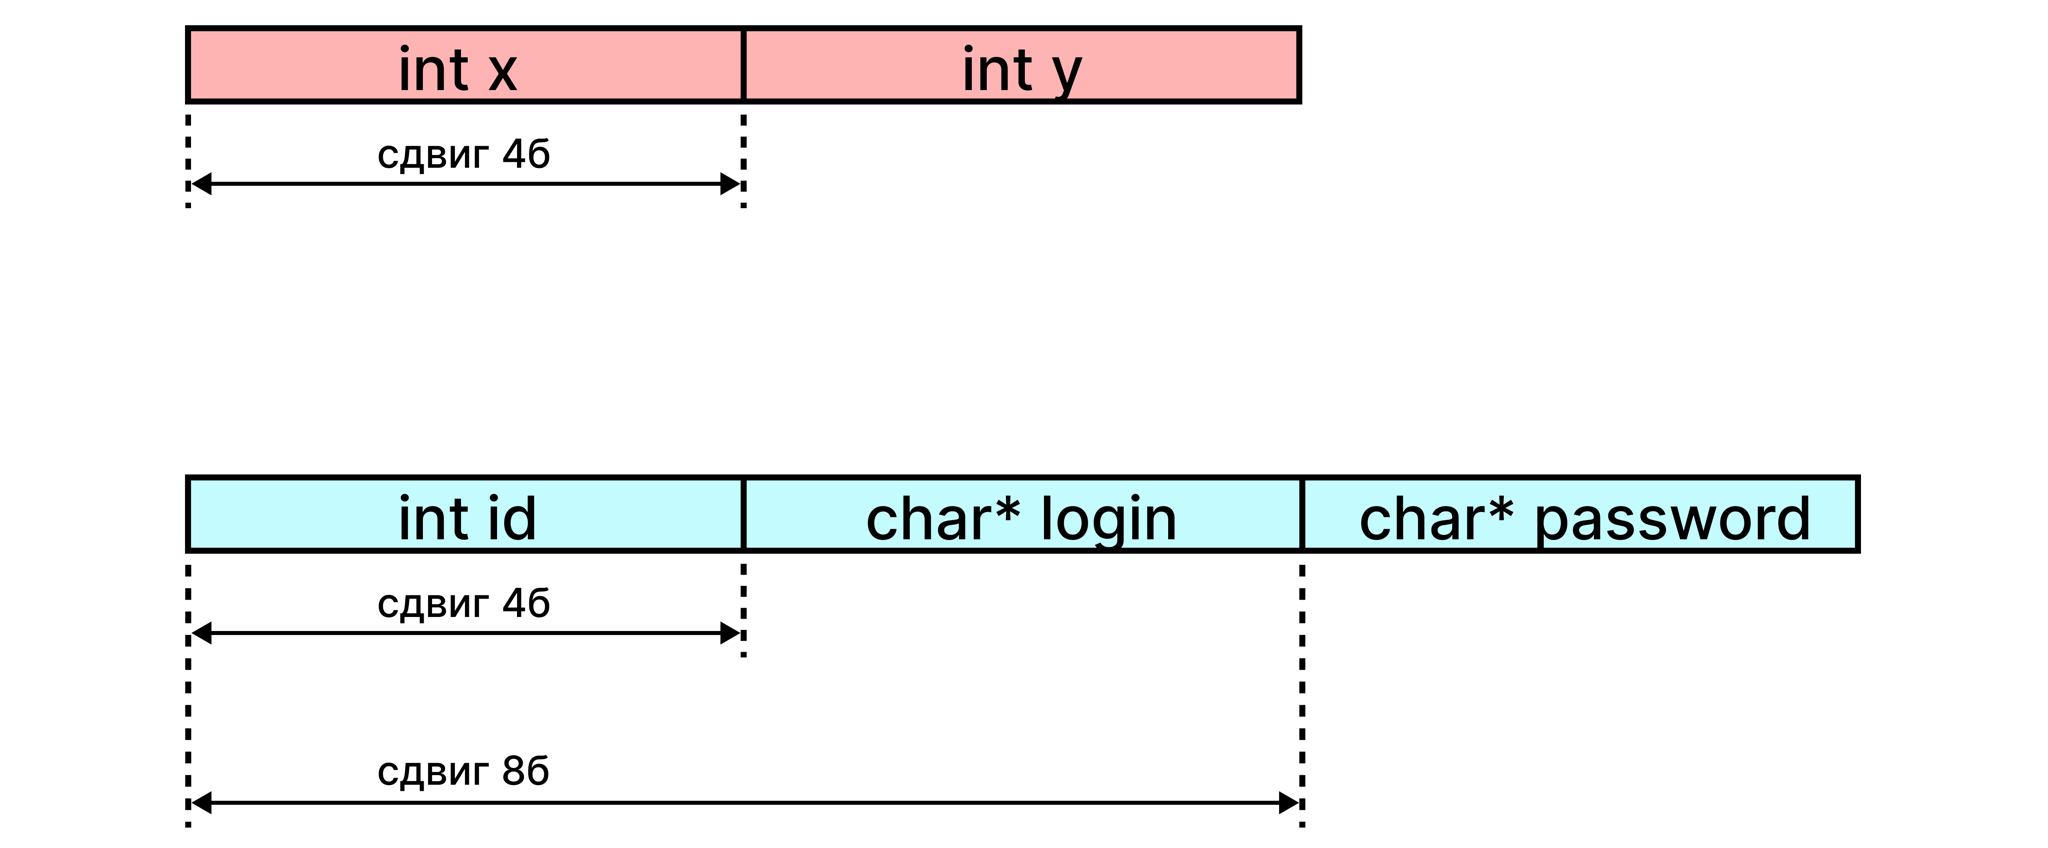 int x int y
сдвиг 4б
int id char* login char* password
сдвиг 4б
сдвиг 8б